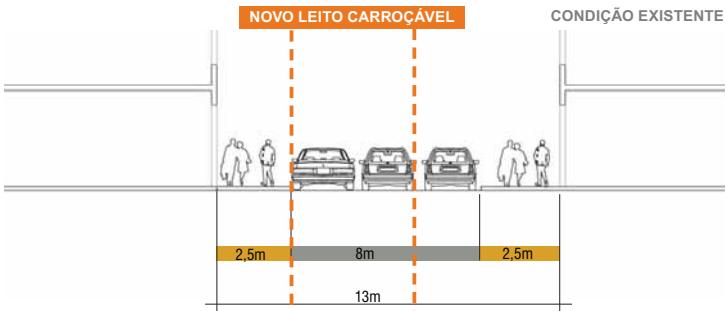 NOVO LEITO CARROÇÁVEL
CONDIÇÃO EXISTENTE
2,5m
8m
2,5m
13m